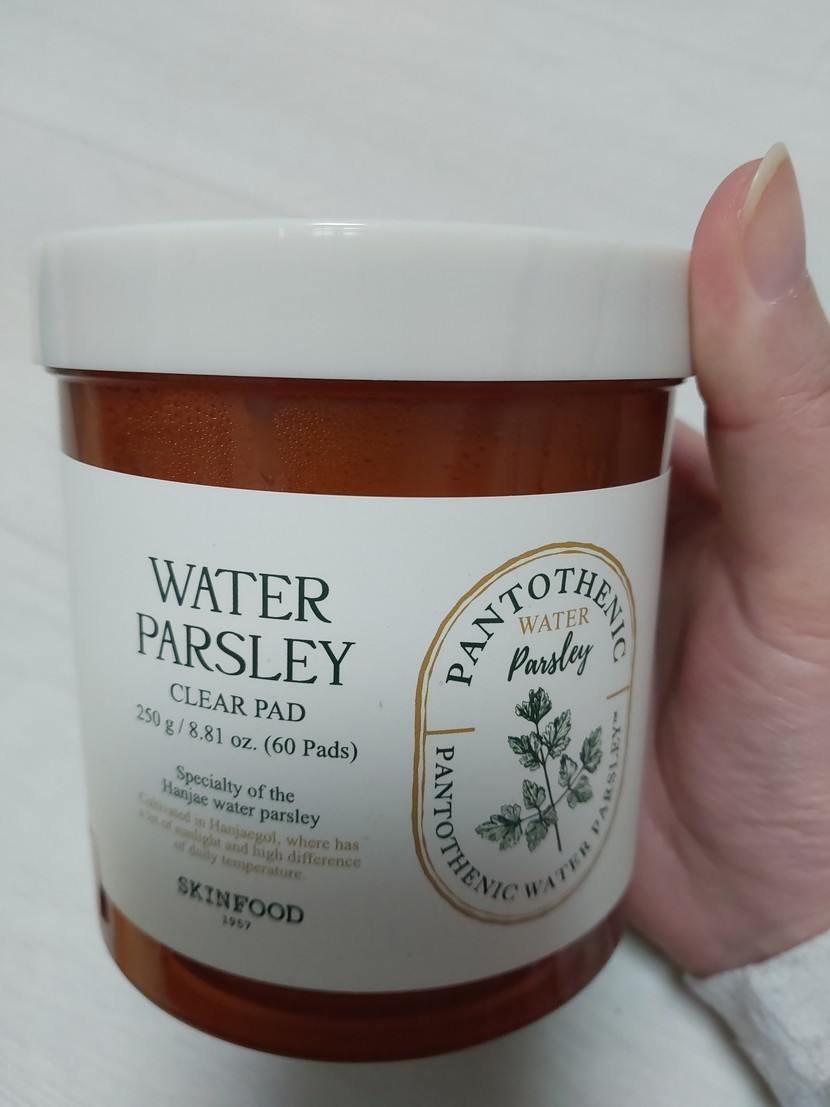 WATER
PARSLEY
CLEAR PAD
250 g / 8.81 oz. (60 Pads)
Specialty of the
Hanjae water parsley
Cultivated in Hanjaegol, where has
a lot of sunlight and high difference
of daily temperature.
SKINFOOD
1957
PANTOTHENIC
WATER
Parsley
PANTOTHENIC WATER PARSLEY™